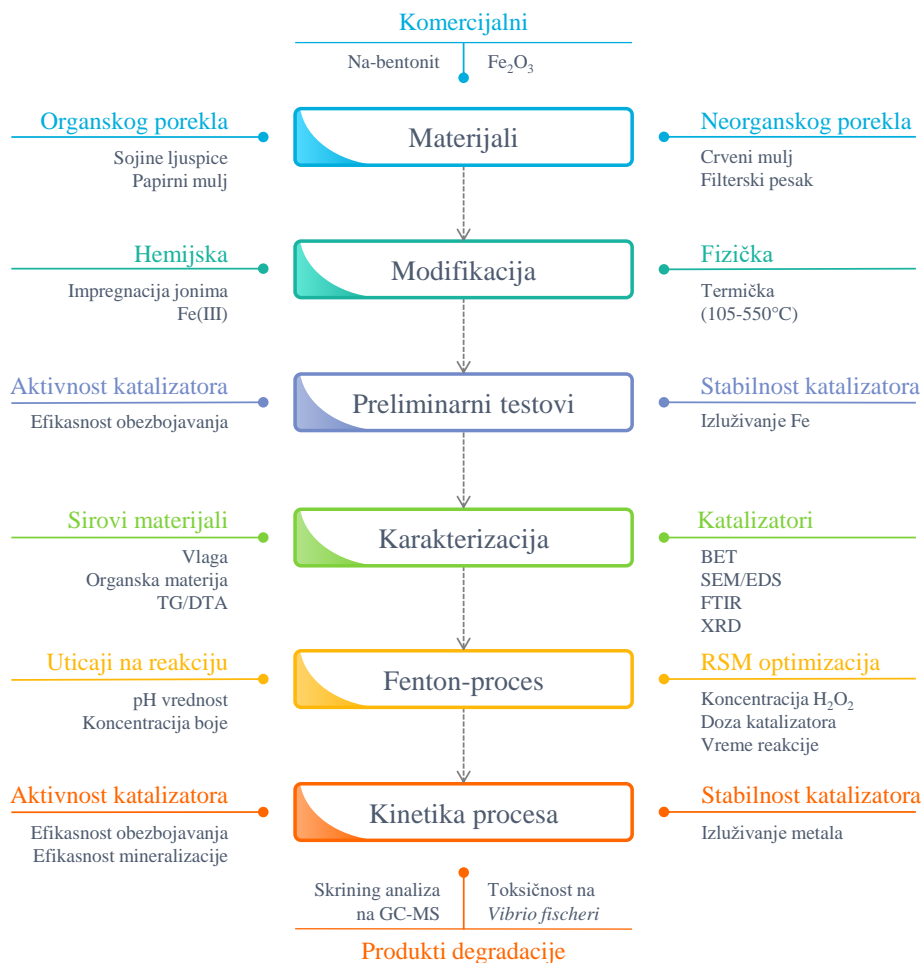 Komercijalni
Na-bentonit
Fe₂O₃
Organskog porekla
Sojine ljuspice
Papirni mulj
Materijali
Neorganskog porekla
Crveni mulj
Filterski pesak
Hemijska
Impregnacija jonima
Fe(III)
Modifikacija
Fizička
Termička
(105-550°C)
Aktivnost katalizatora
Efikasnost obezbojavanja
Preliminarni testovi
Stabilnost katalizatora
Izluživanje Fe
Sirovi materijali
Vlaga
Organska materija
TG/DTA
Karakterizacija
Katalizatori
BET
SEM/EDS
FTIR
XRD
Uticaji na reakciju
pH vrednost
Koncentracija boje
Fenton-proces
RSM optimizacija
Koncentracija H₂O₂
Doza katalizatora
Vreme reakcije
Aktivnost katalizatora
Efikasnost obezbojavanja
Efikasnost mineralizacije
Kinetika procesa
Stabilnost katalizatora
Izluživanje metala
Skrining analiza
na GC-MS
Toksičnost na
Vibrio fischeri
Produkti degradacije